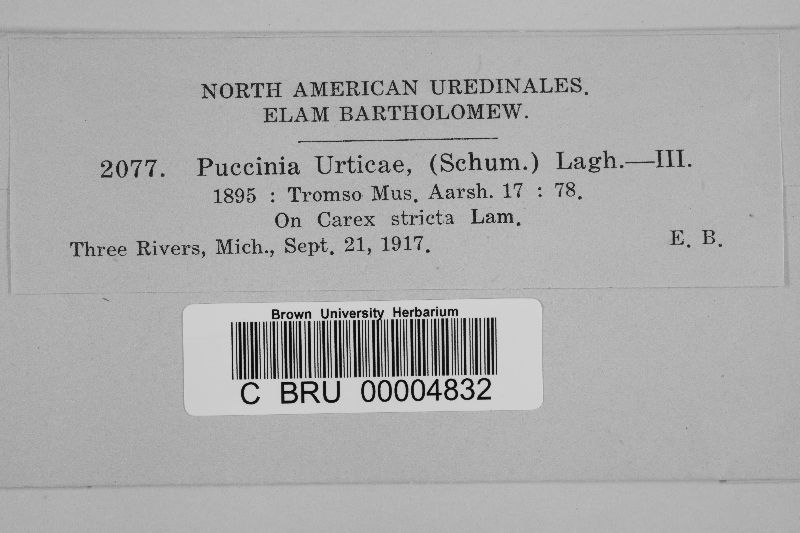 NORTH AMERICAN UREDINALES.
ELAM BARTHOLOMEW.
2077. Puccinia Urticae, (Schum.) Lagh.—III.
1895 : Tromso Mus. Aarsh. 17 : 78.
On Carex stricta Lam.
Three Rivers, Mich., Sept. 21, 1917. E. B.
Brown University Herbarium
C BRU 00004832